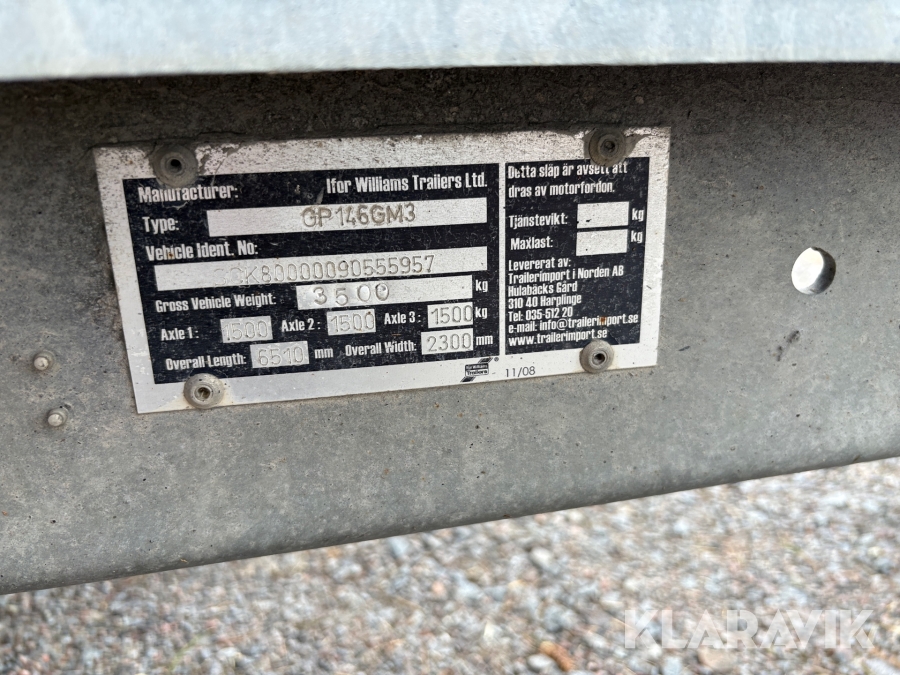 Manufacturer: Ifor Williams Trailers Ltd.
Type: GP146GM3
Vehicle Ident. No:
SCK80000090555957
Gross Vehicle Weight: 3500 kg
Axle 1: 1500 Axle 2: 1500 Axle 3: 1500 kg
Overall Length: 6510 mm Overall Width: 2300 mm
Ifor Williams
Trailers
11/08
Detta släp är avsett att
dras av motorfordon.
Tjänstevikt: kg
Maxlast: kg
Levererat av:
Trailerimport i Norden AB
Hulabäcks Gård
310 40 Harplinge
Tel: 035-512 20
e-mail: info@trailerimport.se
www.trailerimport.se
KLARAVIK